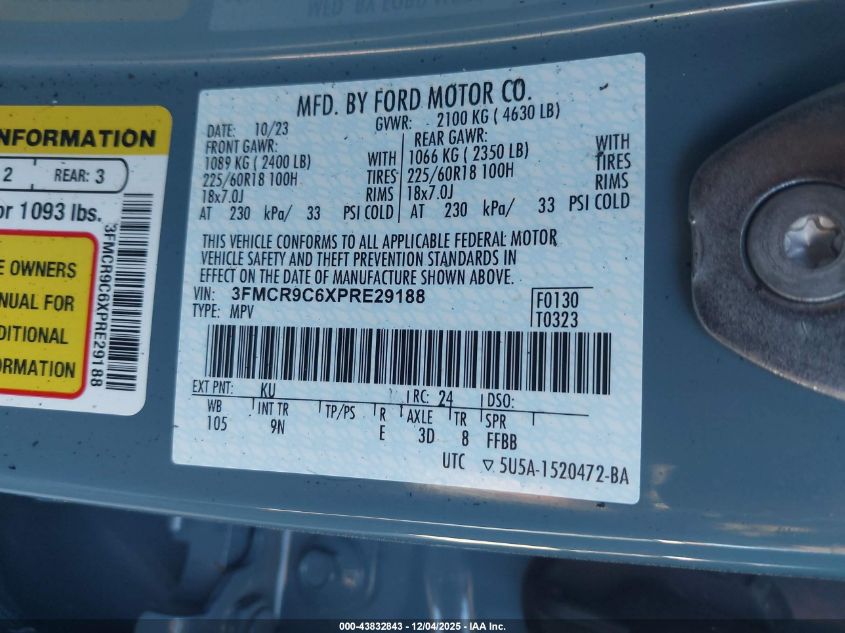 INFORMATION
2 REAR: 3
or 1093 lbs.
E OWNERS
NUAL FOR
DITIONAL
ORMATION
3FMCR9C6XPRE29188
MFD. BY FORD MOTOR CO.
DATE: 10/23 GVWR: 2100 KG ( 4630 LB)
FRONT GAWR: REAR GAWR:
1089 KG ( 2400 LB) WITH 1066 KG ( 2350 LB) WITH
225/60R18 100H TIRES 225/60R18 100H TIRES
18x7.0J RIMS 18x7.0J RIMS
AT 230 kPa/ 33 PSI COLD AT 230 kPa/ 33 PSI COLD
THIS VEHICLE CONFORMS TO ALL APPLICABLE FEDERAL MOTOR
VEHICLE SAFETY AND THEFT PREVENTION STANDARDS IN
EFFECT ON THE DATE OF MANUFACTURE SHOWN ABOVE.
VIN: 3FMCR9C6XPRE29188 F0130
TYPE: MPV T0323
EXT PNT: KU RC: 24 DSO:
WB INT TR TP/PS R AXLE TR SPR
105 9N E 3D 8 FFBB
UTC ▽ 5U5A-1520472-BA
000-43832843 - 12/04/2025 - IAA Inc.